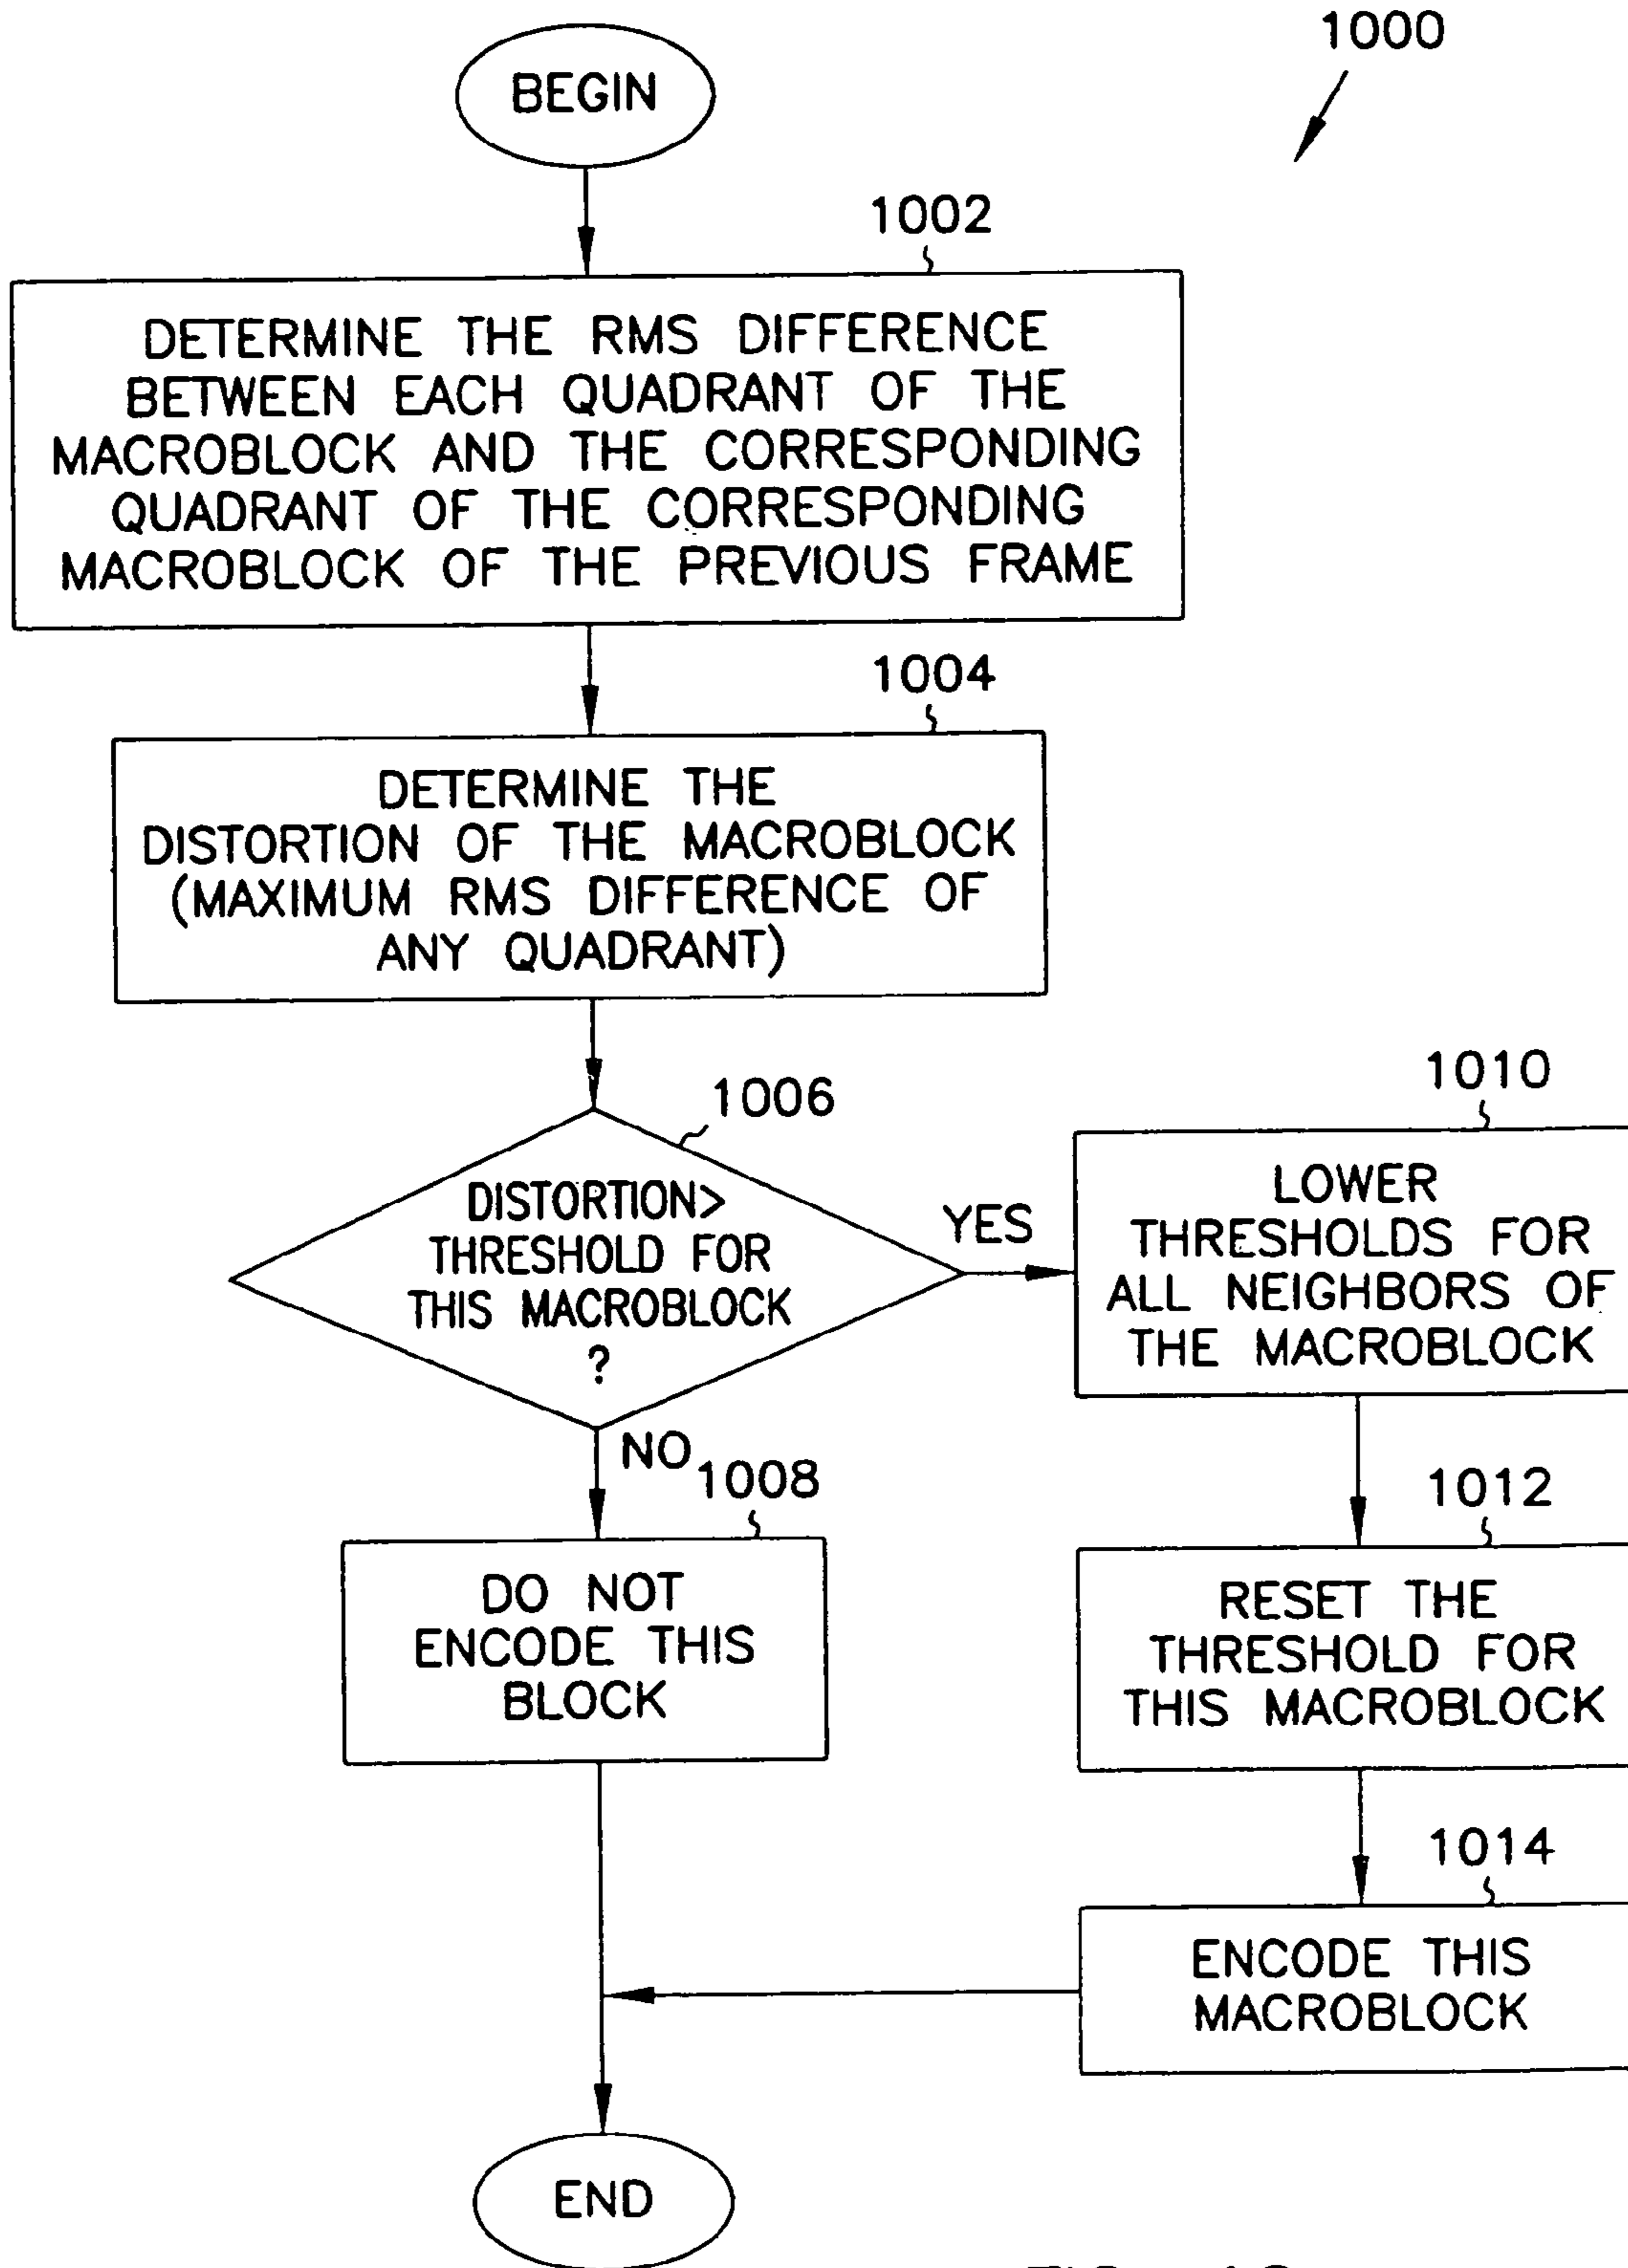 1000
BEGIN
1002
DETERMINE THE RMS DIFFERENCE
BETWEEN EACH QUADRANT OF THE
MACROBLOCK AND THE CORRESPONDING
QUADRANT OF THE CORRESPONDING
MACROBLOCK OF THE PREVIOUS FRAME
1004
DETERMINE THE
DISTORTION OF THE MACROBLOCK
(MAXIMUM RMS DIFFERENCE OF
ANY QUADRANT)
1006
DISTORTION>
THRESHOLD FOR
THIS MACROBLOCK
?
YES
1010
LOWER
THRESHOLDS FOR
ALL NEIGHBORS OF
THE MACROBLOCK
NO
1008
DO NOT
ENCODE THIS
BLOCK
1012
RESET THE
THRESHOLD FOR
THIS MACROBLOCK
1014
ENCODE THIS
MACROBLOCK
END